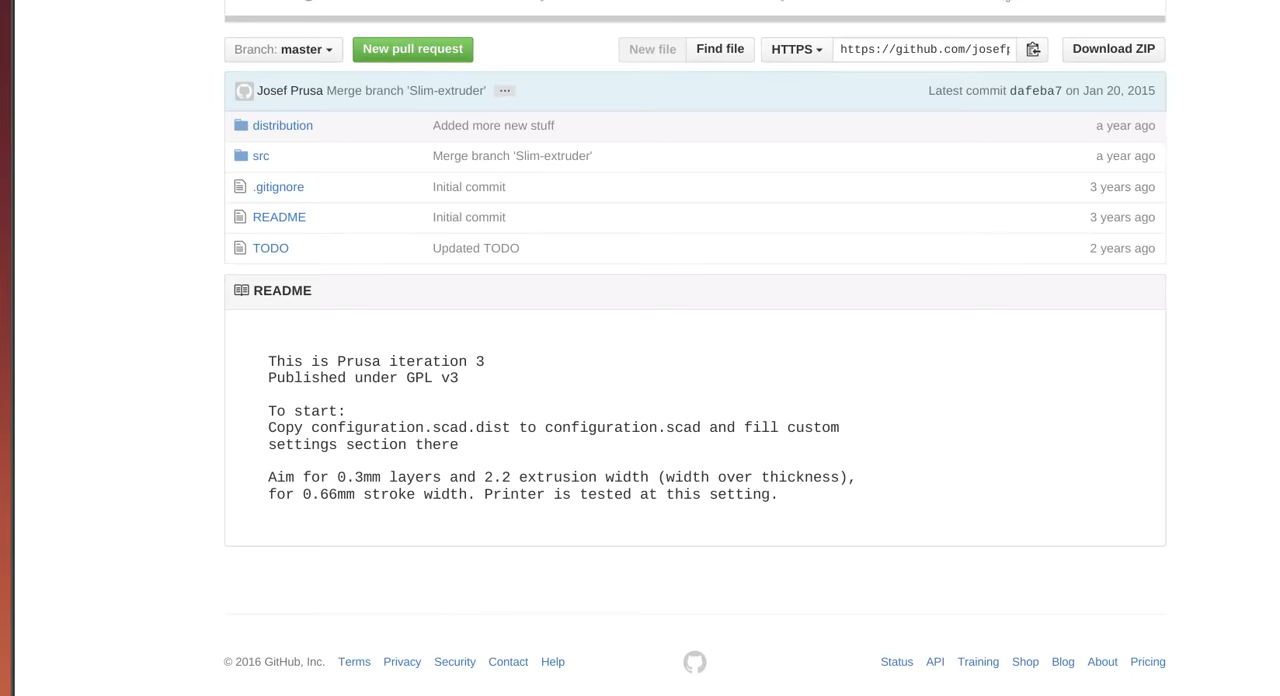 Branch: master New pull request New file Find file HTTPS https://github.com/josefp Download ZIP
Josef Prusa Merge branch 'Slim-extruder' ... Latest commit dafeba7 on Jan 20, 2015
distribution Added more new stuff a year ago
src Merge branch 'Slim-extruder' a year ago
.gitignore Initial commit 3 years ago
README Initial commit 3 years ago
TODO Updated TODO 2 years ago
README
This is Prusa iteration 3
Published under GPL v3
To start:
Copy configuration.scad.dist to configuration.scad and fill custom
settings section there
Aim for 0.3mm layers and 2.2 extrusion width (width over thickness),
for 0.66mm stroke width. Printer is tested at this setting.
© 2016 GitHub, Inc. Terms Privacy Security Contact Help Status API Training Shop Blog About Pricing